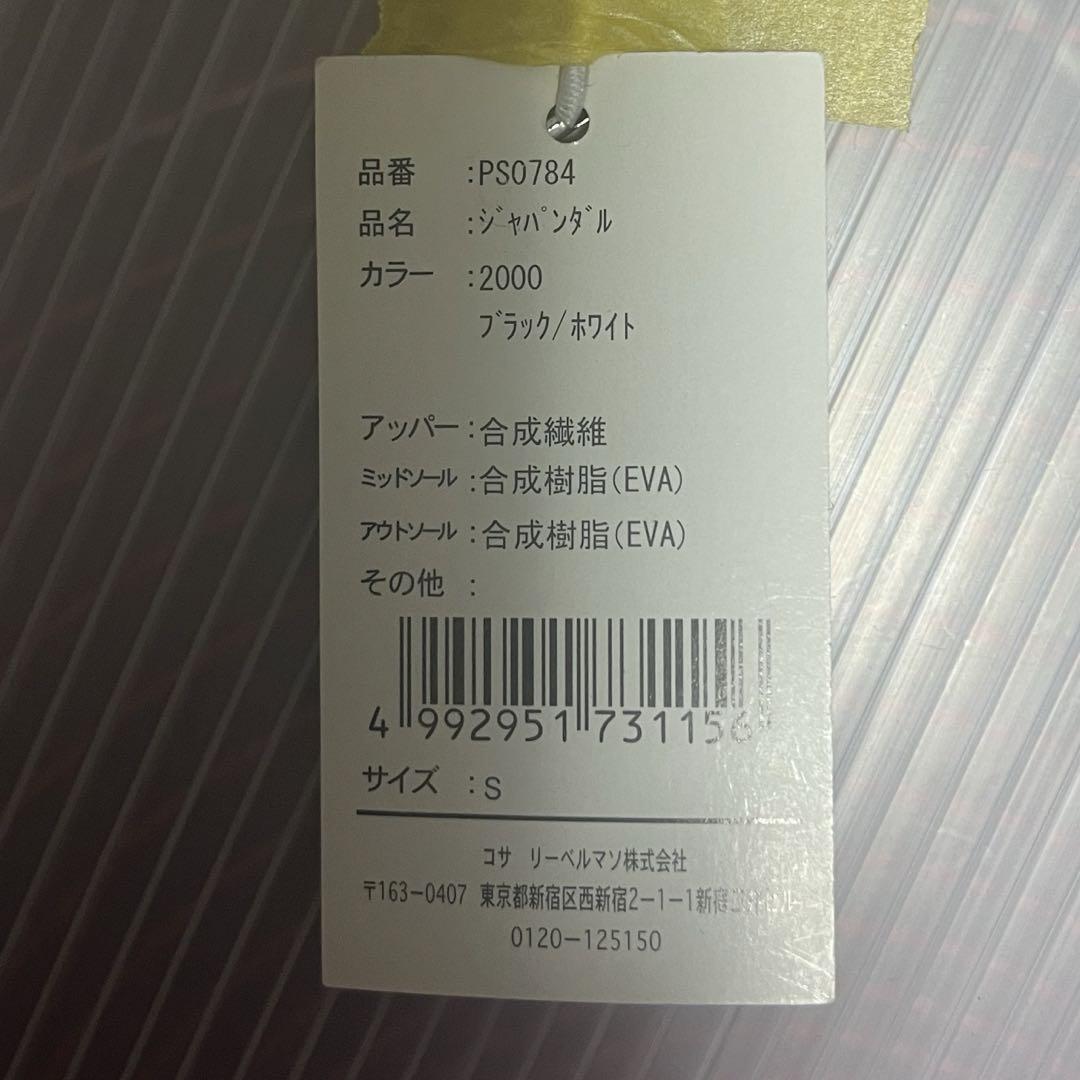 品番 :PS0784
品名 :ジャパンダル
カラー :2000
ブラック/ホワイト
アッパー:合成繊維
ミッドソール:合成樹脂(EVA)
アウトソール:合成樹脂(EVA)
その他 :
4 992951 731156
サイズ :S
コサ リーベルマン株式会社
〒163-0407 東京都新宿区西新宿2-1-1新宿
0120-125150